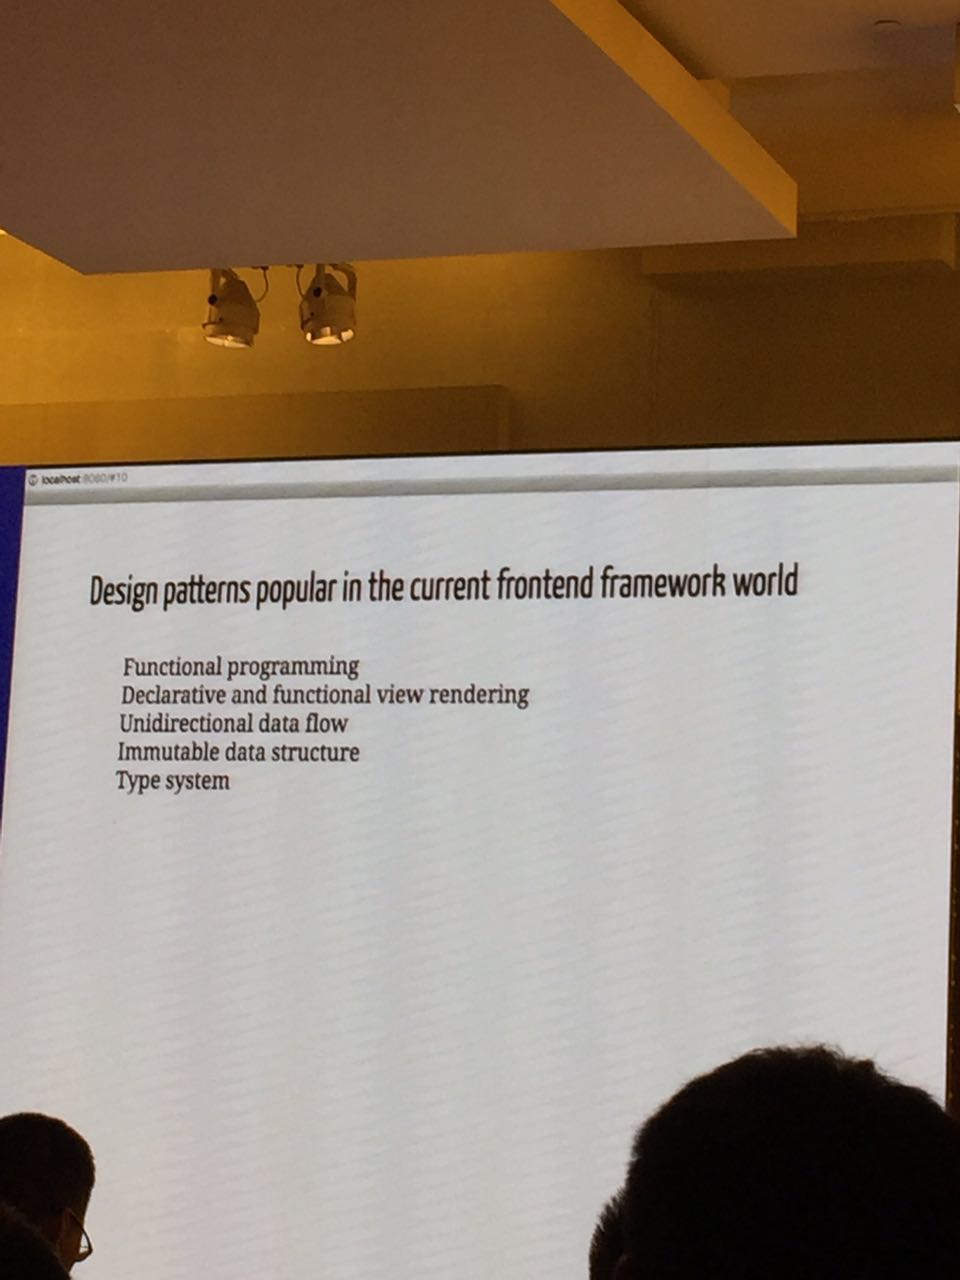 localhost:8080/#10
Design patterns popular in the current frontend framework world
Functional programming
Declarative and functional view rendering
Unidirectional data flow
Immutable data structure
Type system